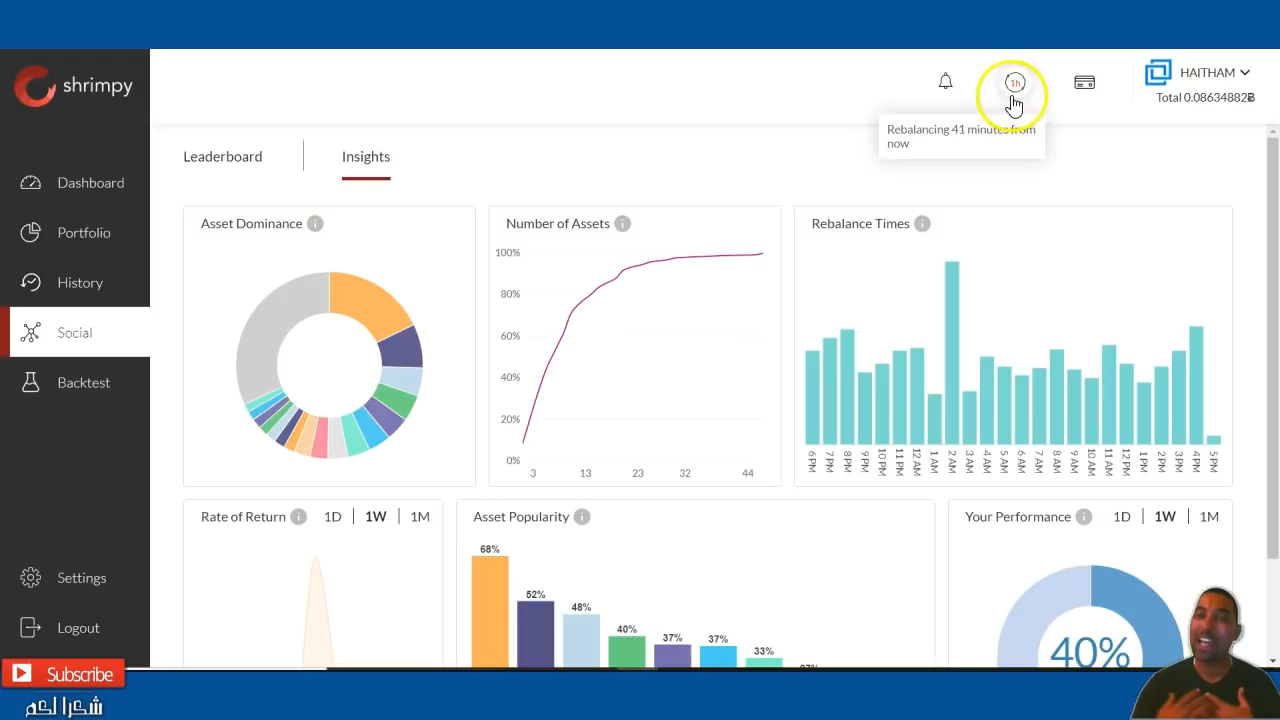 shrimpy
1h
HAITHAM
Total 0.08634882Ƀ
Rebalancing 41 minutes from
now
Dashboard
Portfolio
History
Social
Backtest
Settings
Logout
Leaderboard
Insights
Asset Dominance
Number of Assets
100%
80%
60%
40%
20%
0%
3 13 23 32 44
Rebalance Times
6 PM 7 PM 8 PM 9 PM 10 PM 11 PM 12 AM 1 AM 2 AM 3 AM 4 AM 5 AM 6 AM 7 AM 8 AM 9 AM 10 AM 11 AM 12 PM 1 PM 2 PM 3 PM 4 PM 5 PM
Rate of Return 1D 1W 1M
Asset Popularity
68%
52%
48%
40%
37%
37%
33%
Your Performance 1D 1W 1M
40%
Subscribe
شكرا لكم